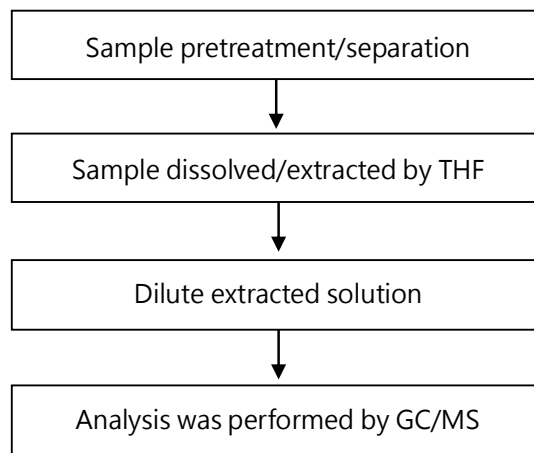 Sample pretreatment/separation
Sample dissolved/extracted by THF
Dilute extracted solution
Analysis was performed by GC/MS